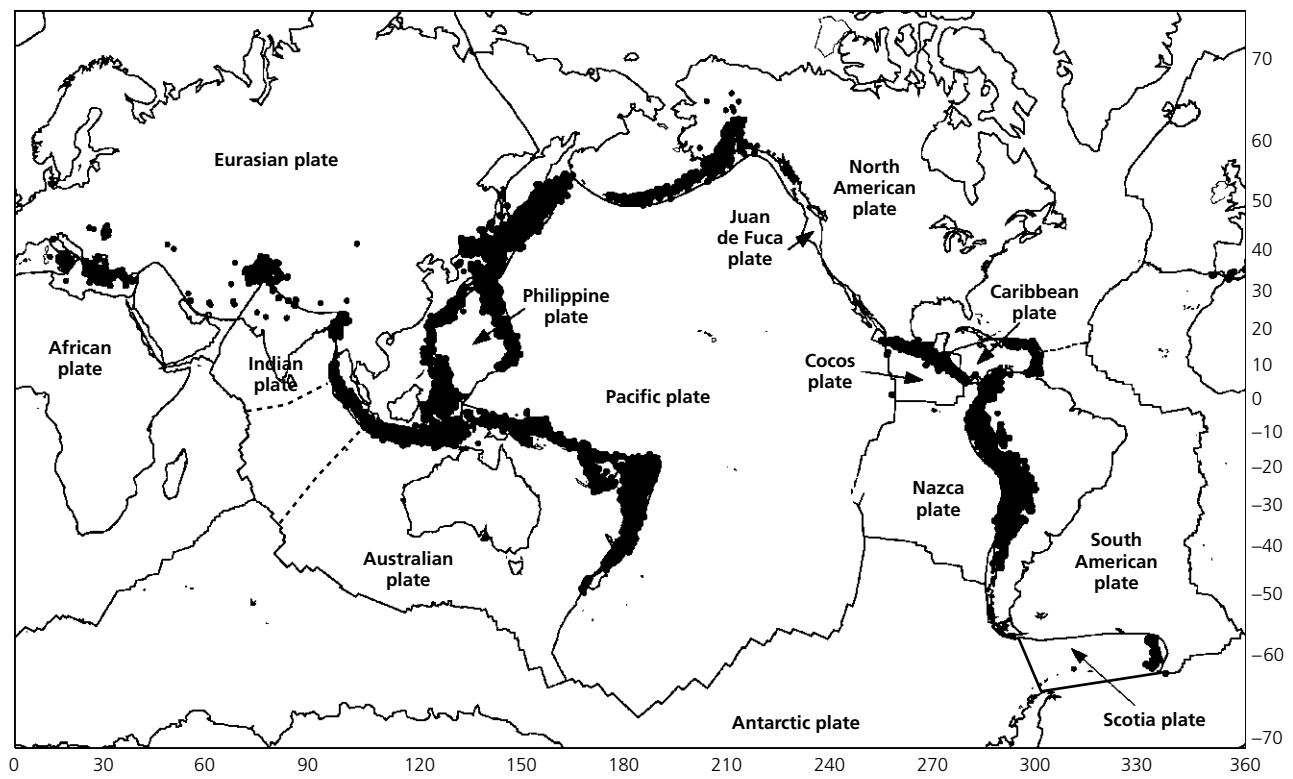 70
60
50
40
30
20
10
0
−10
−20
−30
−40
−50
−60
−70
Eurasian plate
North
American
plate
Juan
de Fuca
plate
Philippine
plate
Caribbean
plate
African
plate
Indian
plate
Cocos
plate
Pacific plate
Nazca
plate
South
American
plate
Australian
plate
Antarctic plate
Scotia plate
0
30
60
90
120
150
180
210
240
270
300
330
360